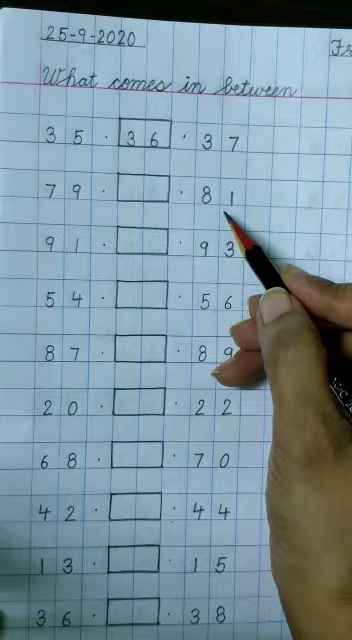 25-9-2020
Fr
What comes in between
35 . 36 . 37
79 . . 81
91 . . 93
54 . . 56
87 . . 89
20 . . 22
68 . . 70
42 . . 44
13 . . 15
36 . . 38